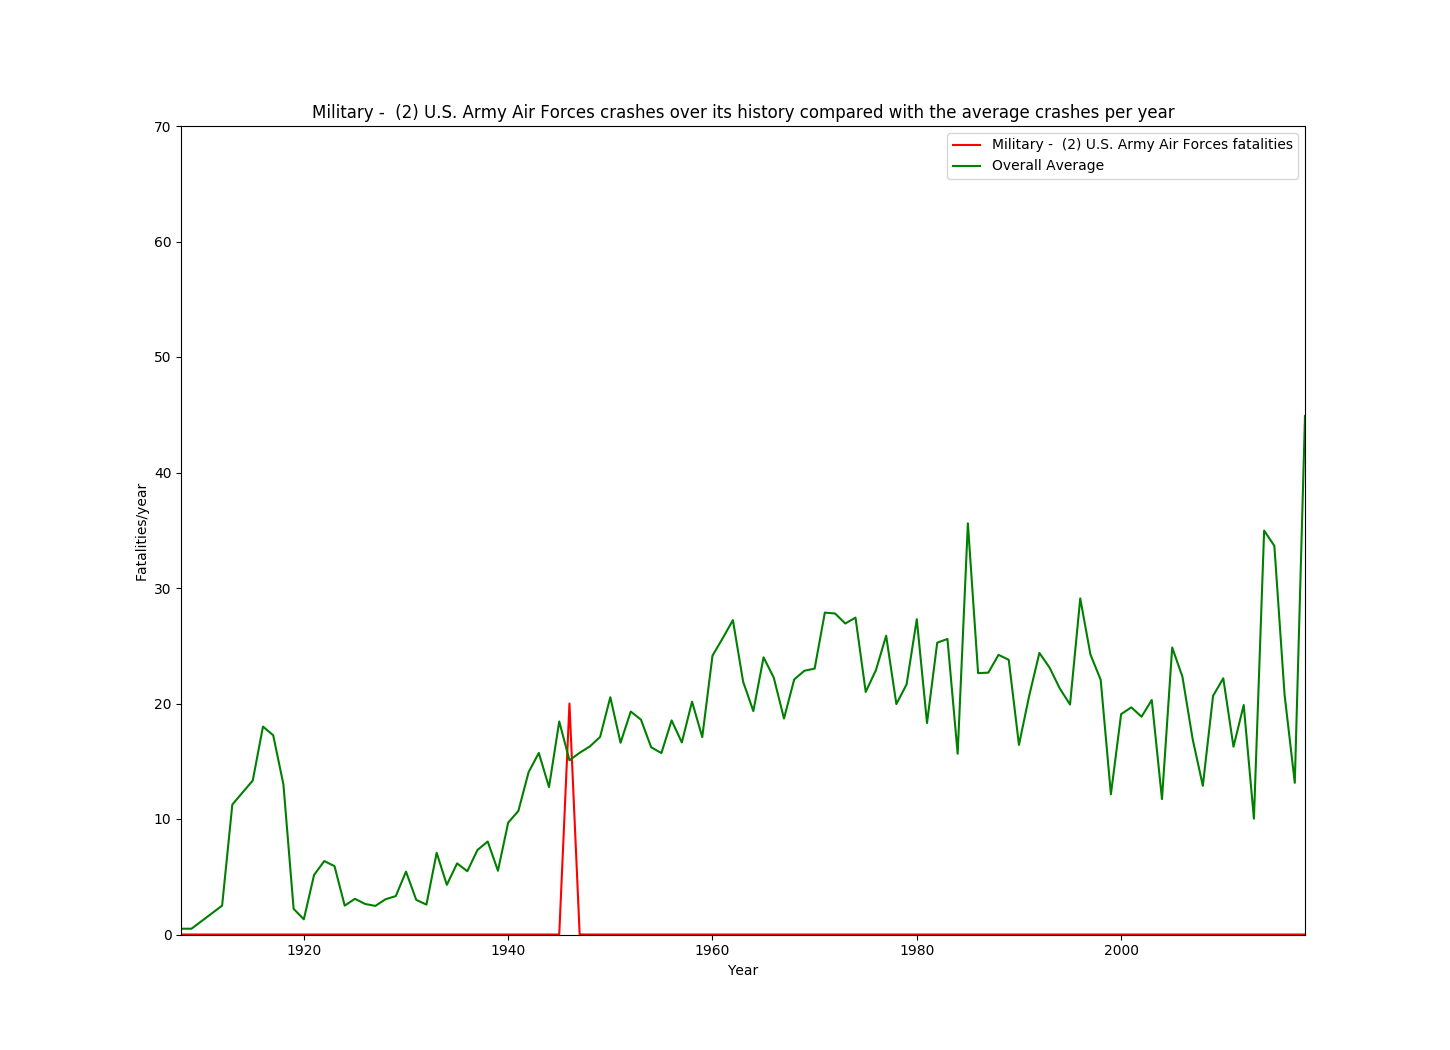 Military -  (2) U.S. Army Air Forces crashes over its history compared with the average crashes per year
Military -  (2) U.S. Army Air Forces fatalities
Overall Average
70
60
50
40
30
20
10
0
Fatalities/year
1920
1940
1960
1980
2000
Year